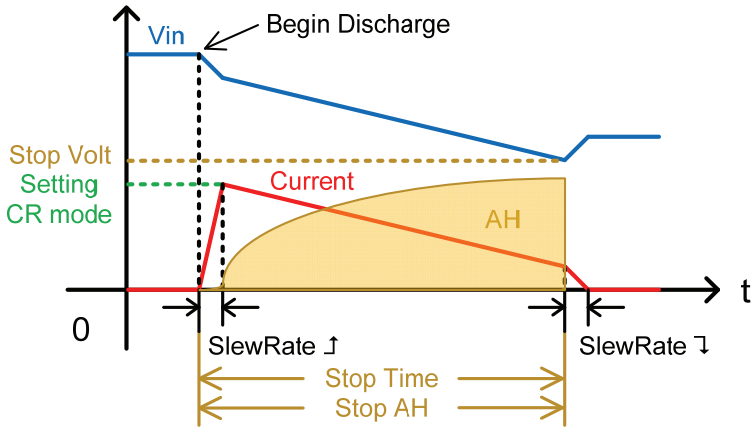 Begin Discharge
Vin
Stop Volt
Setting
CR mode
Current
AH
t
0
SlewRate
SlewRate
Stop Time
Stop AH